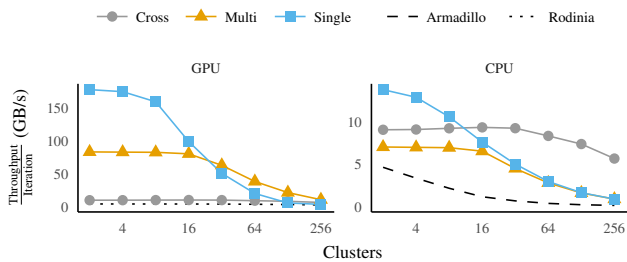 Cross Multi Single Armadillo Rodinia
GPU CPU
Throughput
Iteration
(GB/s)
150
100
50
0
10
5
0
4 16 64 256 4 16 64 256
Clusters